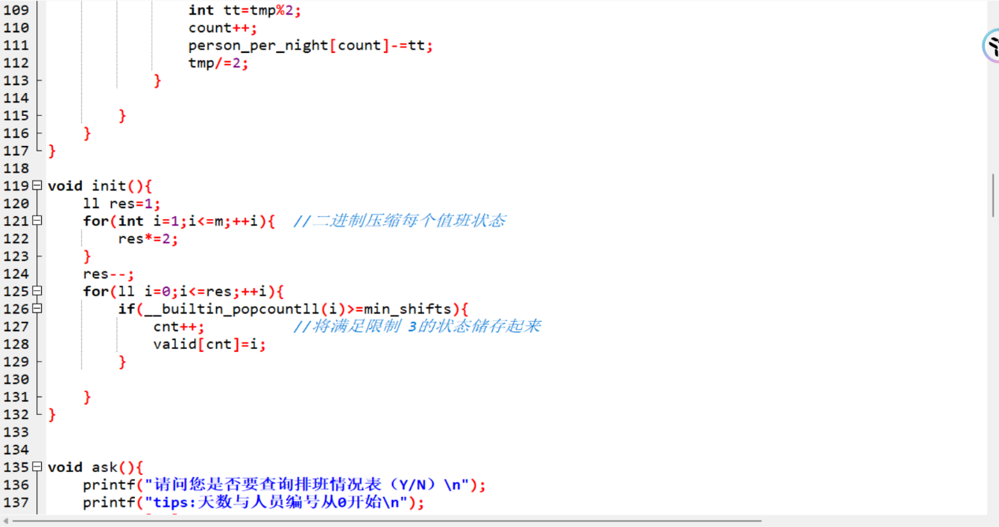 109 int tt=tmp%2;
110 count++;
111 person_per_night[count]-=tt;
112 tmp/=2;
113 }
114
115 }
116 }
117 }
118
119 void init(){
120 ll res=1;
121 for(int i=1;i<=m;++i){ //二进制压缩每个值班状态
122 res*=2;
123 }
124 res--;
125 for(ll i=0;i<=res;++i){
126 if(__builtin_popcountll(i)>=min_shifts){
127 cnt++; //将满足限制 3的状态储存起来
128 valid[cnt]=i;
129 }
130
131 }
132 }
133
134
135 void ask(){
136 printf("请问您是否要查询排班情况表（Y/N）\n");
137 printf("tips:天数与人员编号从0开始\n");